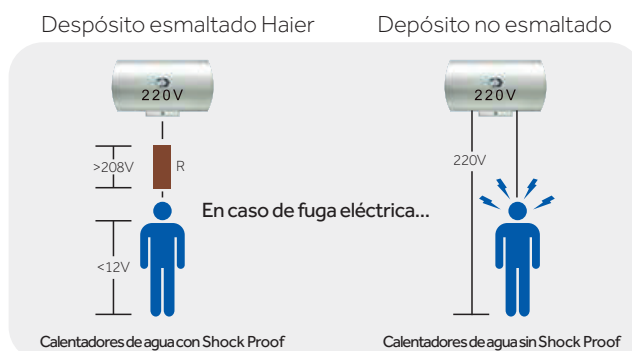 Despósito esmaltado Haier
Depósito no esmaltado
220V
220V
>208V
R
220V
En caso de fuga eléctrica...
<12V
Calentadores de agua con Shock Proof
Calentadores de agua sin Shock Proof